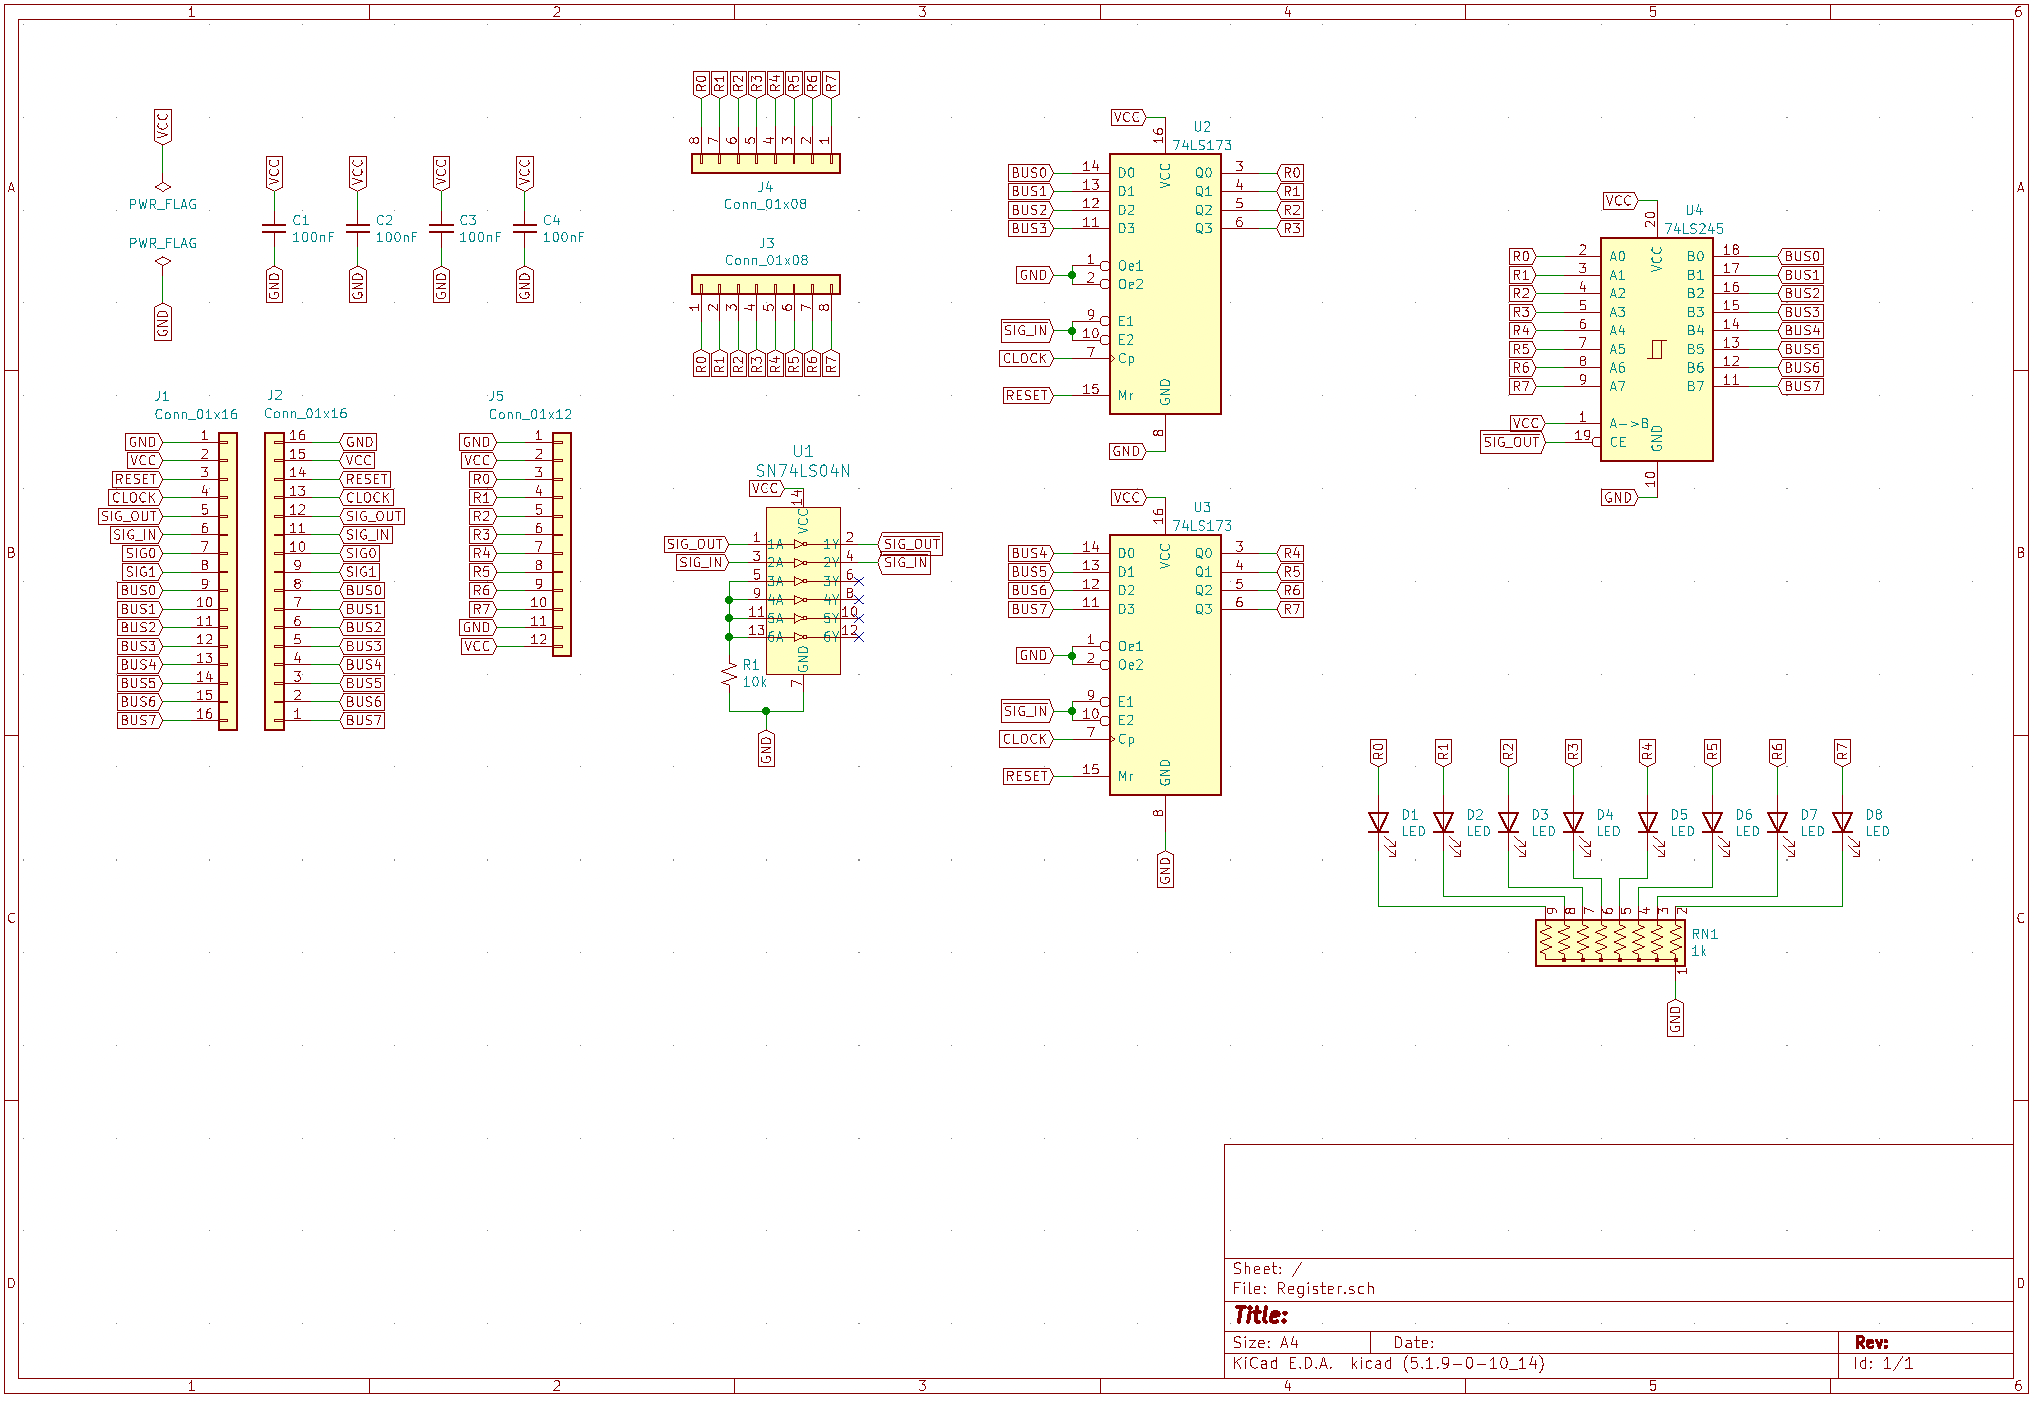 1 2 3 4 5 6
A
B
C
D
A
B
C
D
1 2 3 4 5 6
VCC
PWR_FLAG
PWR_FLAG
GND
VCC VCC VCC VCC
C1 C2 C3 C4
100nF 100nF 100nF 100nF
GND GND GND GND
R0 R1 R2 R3 R4 R5 R6 R7
8 7 6 5 4 3 2 1
J4
Conn_01x08
J3
Conn_01x08
1 2 3 4 5 6 7 8
R0 R1 R2 R3 R4 R5 R6 R7
J1
Conn_01x16
GND 1
VCC 2
RESET 3
CLOCK 4
SIG_OUT 5
SIG_IN 6
SIG0 7
SIG1 8
BUS0 9
BUS1 10
BUS2 11
BUS3 12
BUS4 13
BUS5 14
BUS6 15
BUS7 16
J2
Conn_01x16
16 GND
15 VCC
14 RESET
13 CLOCK
12 SIG_OUT
11 SIG_IN
10 SIG0
9 SIG1
8 BUS0
7 BUS1
6 BUS2
5 BUS3
4 BUS4
3 BUS5
2 BUS6
1 BUS7
J5
Conn_01x12
GND 1
VCC 2
R0 3
R1 4
R2 5
R3 6
R4 7
R5 8
R6 9
R7 10
GND 11
VCC 12
U1
SN74LS04N
VCC 14
VCC
SIG_OUT 1 1A 1Y 2 SIG_OUT
SIG_IN 3 2A 2Y 4 SIG_IN
5 3A 3Y 6
9 4A 4Y 8
11 5A 5Y 10
13 6A 6Y 12
GND
7
R1
10k
GND
VCC 16
U2
74LS173
VCC
BUS0 14 D0 Q0 3 R0
BUS1 13 D1 Q1 4 R1
BUS2 12 D2 Q2 5 R2
BUS3 11 D3 Q3 6 R3
GND
1 Oe1
2 Oe2
SIG_IN
9 E1
10 E2
CLOCK 7 Cp
RESET 15 Mr
GND
8
GND
VCC 16
U3
74LS173
VCC
BUS4 14 D0 Q0 3 R4
BUS5 13 D1 Q1 4 R5
BUS6 12 D2 Q2 5 R6
BUS7 11 D3 Q3 6 R7
GND
1 Oe1
2 Oe2
SIG_IN
9 E1
10 E2
CLOCK 7 Cp
RESET 15 Mr
GND
8
GND
VCC 20
U4
74LS245
VCC
R0 2 A0 B0 18 BUS0
R1 3 A1 B1 17 BUS1
R2 4 A2 B2 16 BUS2
R3 5 A3 B3 15 BUS3
R4 6 A4 B4 14 BUS4
R5 7 A5 B5 13 BUS5
R6 8 A6 B6 12 BUS6
R7 9 A7 B7 11 BUS7
VCC 1 A->B
SIG_OUT 19 CE
GND
10
GND
R0 R1 R2 R3 R4 R5 R6 R7
D1 D2 D3 D4 D5 D6 D7 D8
LED LED LED LED LED LED LED LED
9 8 7 6 5 4 3 2
RN1
1k
1
GND
Sheet: /
File: Register.sch
Title:
Size: A4 Date: Rev:
KiCad E.D.A. kicad (5.1.9-0-10_14) Id: 1/1